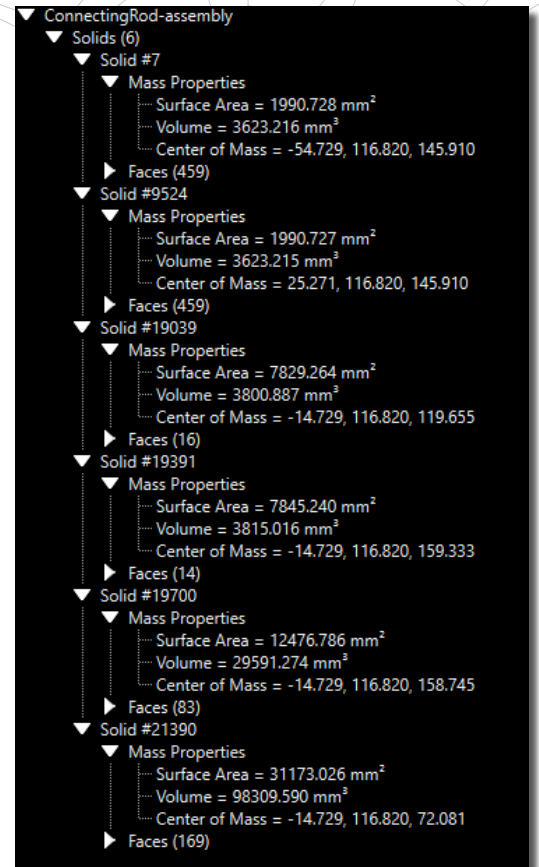 ConnectingRod-assembly
Solids (6)
Solid #7
Mass Properties
Surface Area = 1990.728 mm²
Volume = 3623.216 mm³
Center of Mass = -54.729, 116.820, 145.910
Faces (459)
Solid #9524
Mass Properties
Surface Area = 1990.727 mm²
Volume = 3623.215 mm³
Center of Mass = 25.271, 116.820, 145.910
Faces (459)
Solid #19039
Mass Properties
Surface Area = 7829.264 mm²
Volume = 3800.887 mm³
Center of Mass = -14.729, 116.820, 119.655
Faces (16)
Solid #19391
Mass Properties
Surface Area = 7845.240 mm²
Volume = 3815.016 mm³
Center of Mass = -14.729, 116.820, 159.333
Faces (14)
Solid #19700
Mass Properties
Surface Area = 12476.786 mm²
Volume = 29591.274 mm³
Center of Mass = -14.729, 116.820, 158.745
Faces (83)
Solid #21390
Mass Properties
Surface Area = 31173.026 mm²
Volume = 98309.590 mm³
Center of Mass = -14.729, 116.820, 72.081
Faces (169)